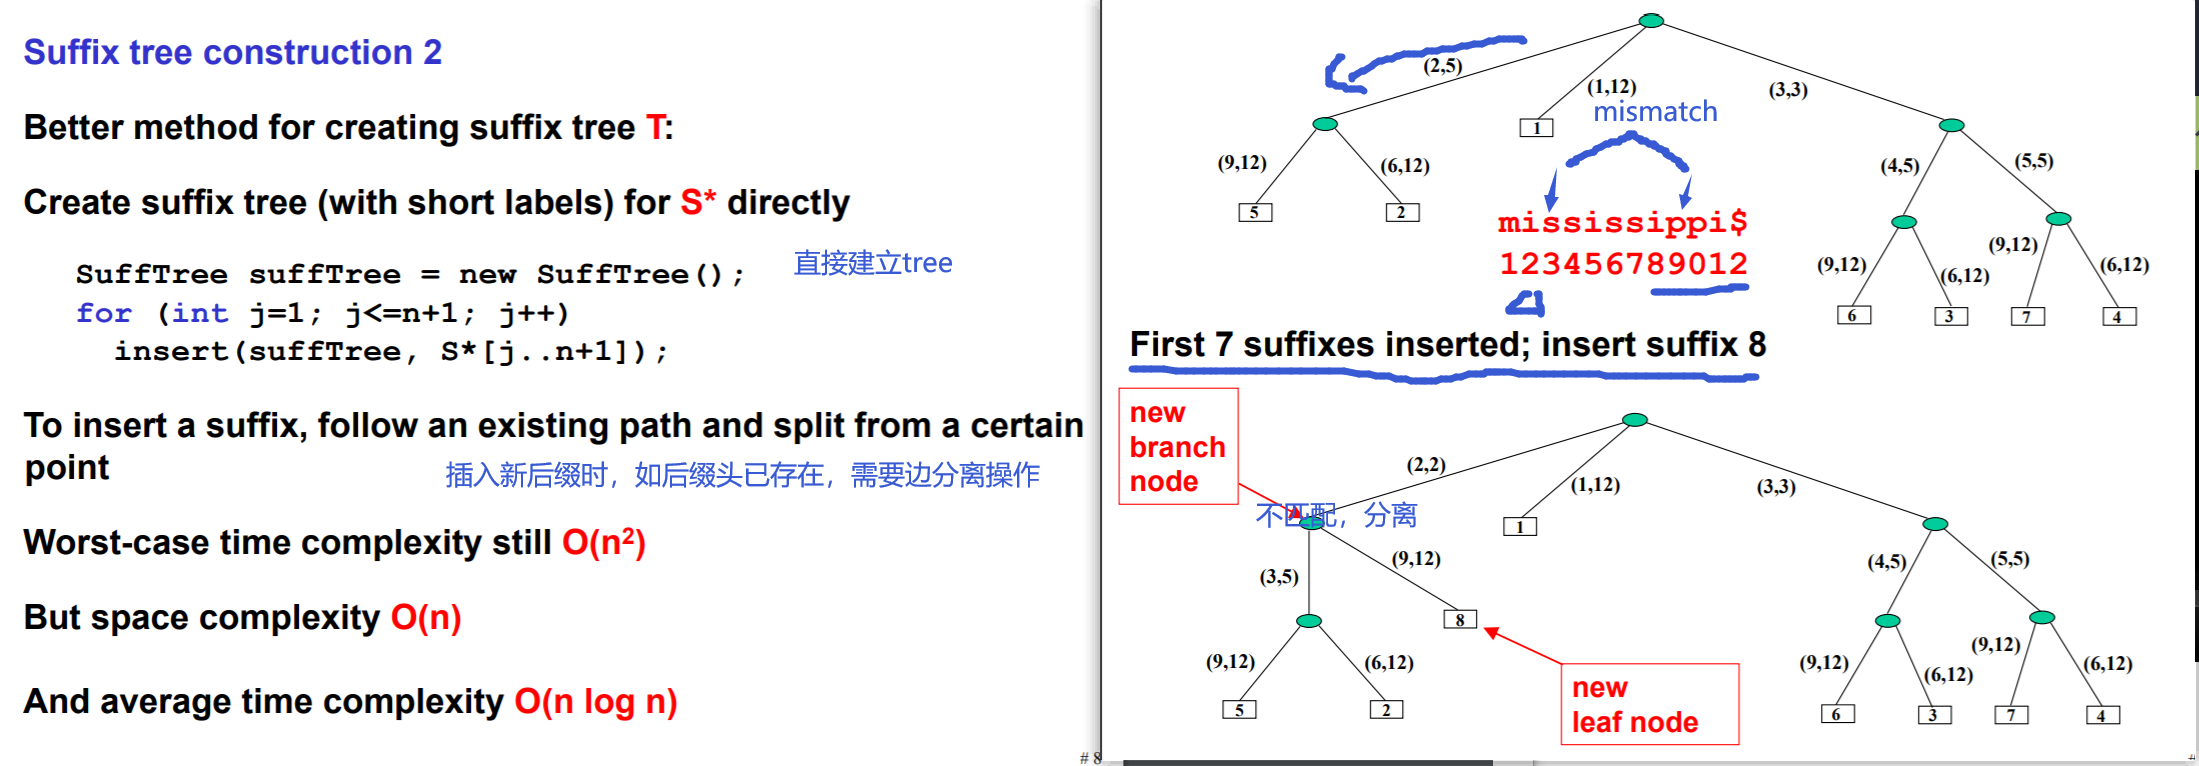 Suffix tree construction 2
Better method for creating suffix tree T:
Create suffix tree (with short labels) for S* directly
SuffTree suffTree = new SuffTree();
直接建立tree
for (int j=1; j<=n+1; j++)
insert(suffTree, S*[j..n+1]);
To insert a suffix, follow an existing path and split from a certain
point
插入新后缀时，如后缀头已存在，需要边分离操作
Worst-case time complexity still O(n²)
But space complexity O(n)
And average time complexity O(n log n)
# 8
(2,5)
(1,12)
(3,3)
mismatch
1
(9,12)
(6,12)
(4,5)
(5,5)
5
2
mississippi$
123456789012
(9,12)
(6,12)
(9,12)
(6,12)
6
3
7
4
First 7 suffixes inserted; insert suffix 8
new
branch
node
(2,2)
(1,12)
(3,3)
不匹配，分离
1
(3,5)
(9,12)
(4,5)
(5,5)
8
(9,12)
(6,12)
(9,12)
(6,12)
(9,12)
(6,12)
5
2
6
3
7
4
new
leaf node
#